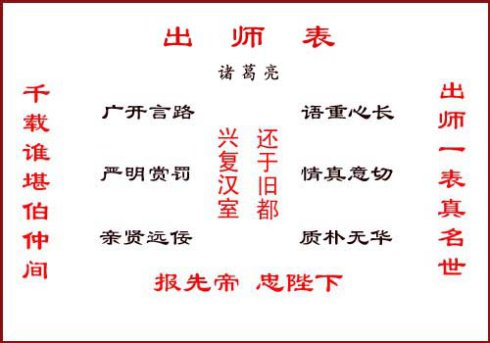 出师表
诸葛亮
出师一表真名世
千载谁堪伯仲间
广开言路
严明赏罚
亲贤远佞
兴复汉室
还于旧都
语重心长
情真意切
质朴无华
报先帝 忠陛下